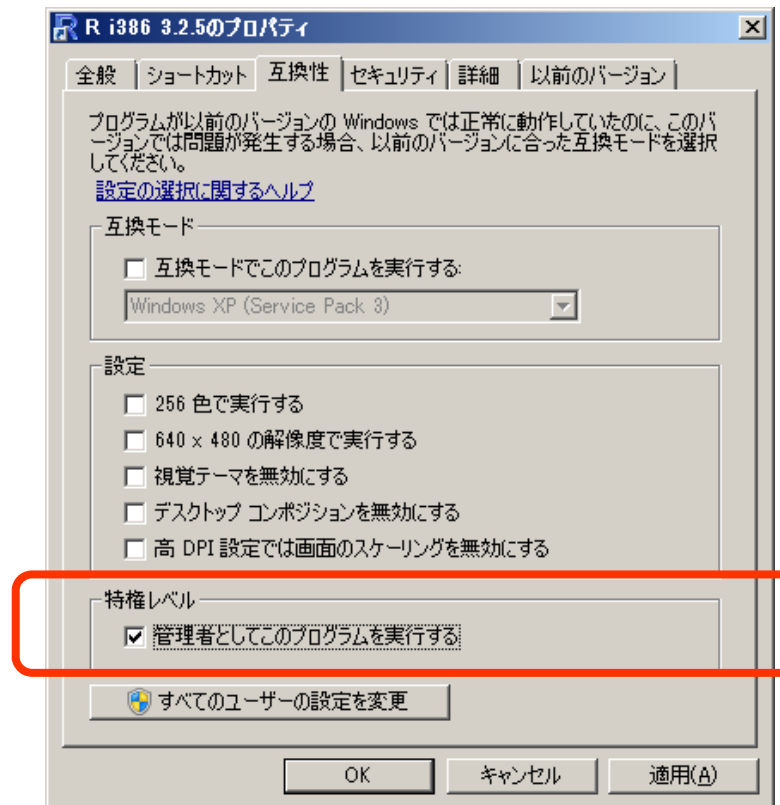 R i386 3.2.5のプロパティ
全般 ショートカット 互換性 セキュリティ 詳細 以前のバージョン
プログラムが以前のバージョンの Windows では正常に動作していたのに、このバ
ージョンでは問題が発生する場合、以前のバージョンに合った互換モードを選択
してください。
設定の選択に関するヘルプ
互換モード
互換モードでこのプログラムを実行する:
Windows XP (Service Pack 3)
設定
256 色で実行する
640 x 480 の解像度で実行する
視覚テーマを無効にする
デスクトップ コンポジションを無効にする
高 DPI 設定では画面のスケーリングを無効にする
特権レベル
管理者としてこのプログラムを実行する
すべてのユーザーの設定を変更
OK キャンセル 適用(A)